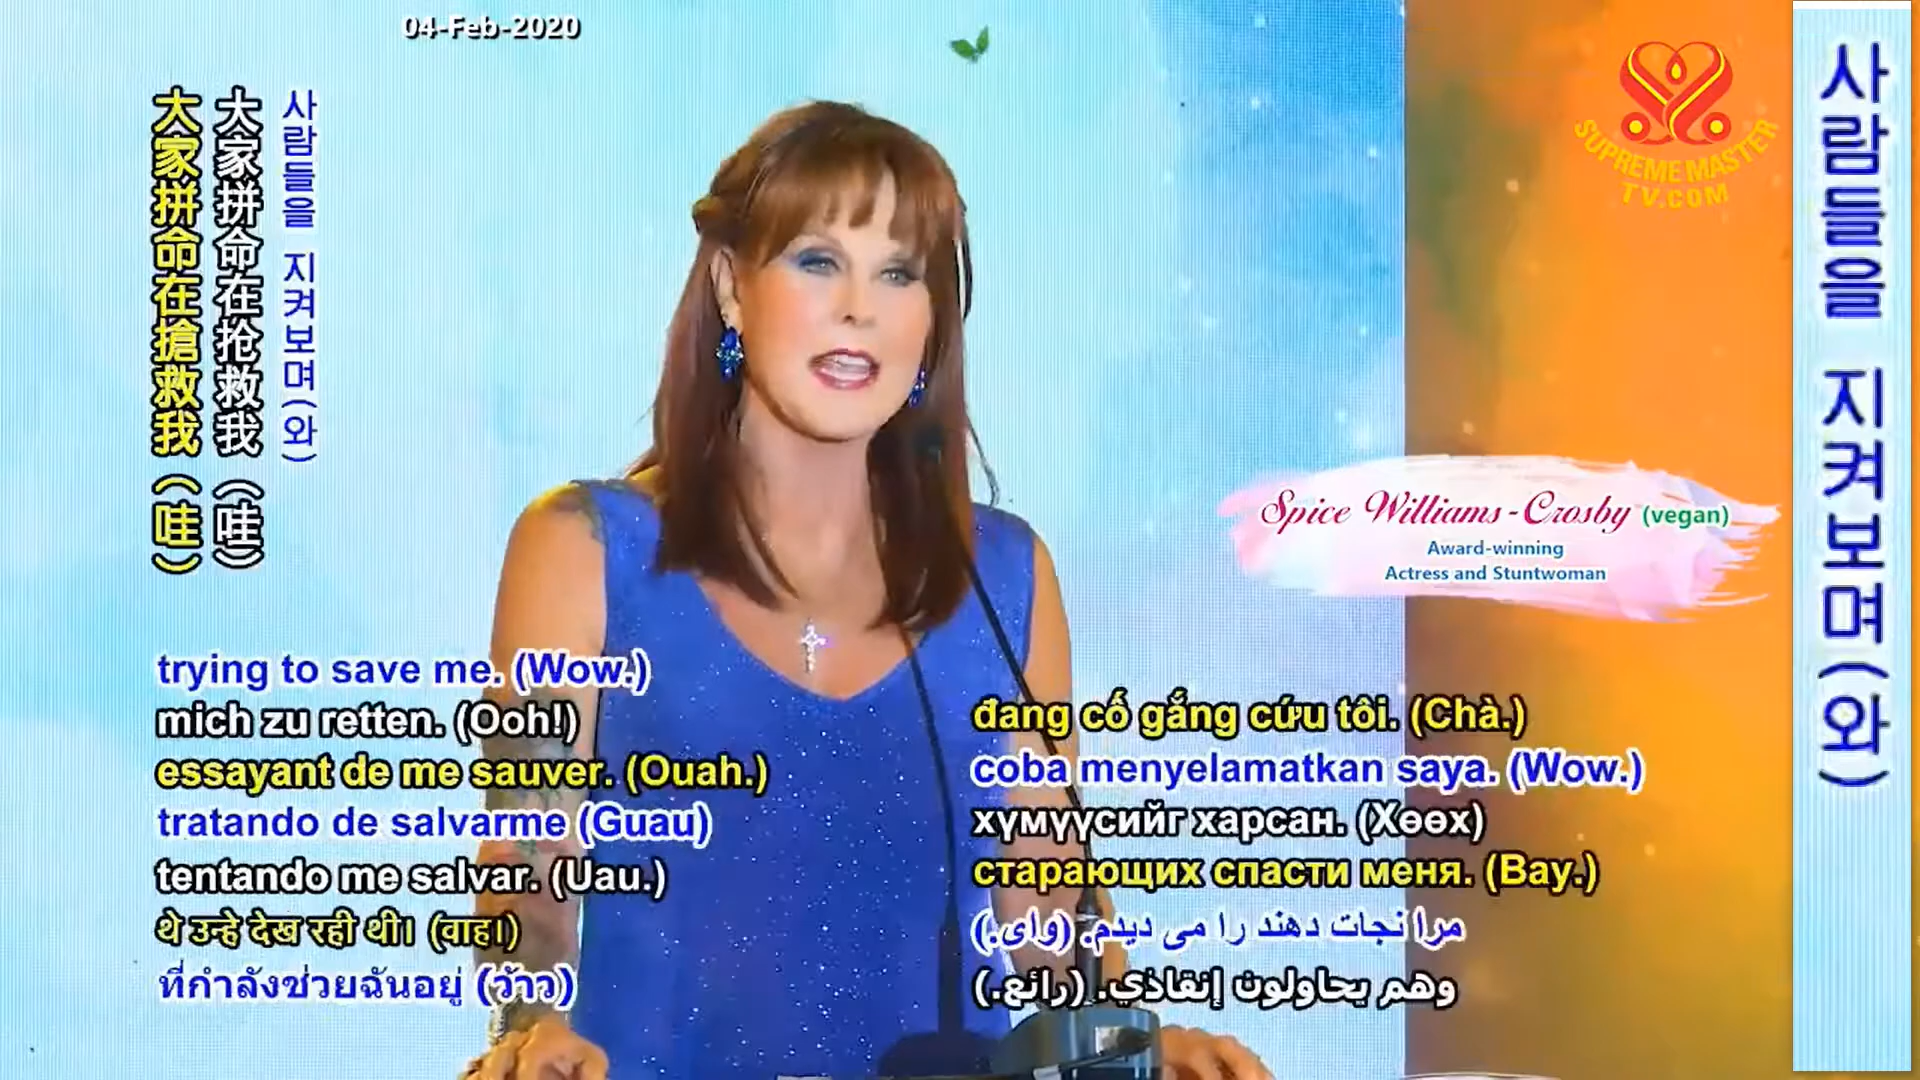 04-Feb-2020
SUPREME MASTER
TV.COM
사람들을 지켜보며(와)
大家拼命在抢救我（哇）
大家拼命在搶救我（哇）
사람들을 지켜보며(와)
Spice Williams-Crosby (vegan)
Award-winning
Actress and Stuntwoman
trying to save me. (Wow.)
mich zu retten. (Ooh!)
essayant de me sauver. (Ouah.)
tratando de salvarme (Guau)
tentando me salvar. (Uau.)
थे उन्हे देख रही थी। (वाह।)
ที่กำลังช่วยฉันอยู่ (ว้าว)
đang cố gắng cứu tôi. (Chà.)
coba menyelamatkan saya. (Wow.)
хүмүүсийг харсан. (Хөөх)
старающих спасти меня. (Вау.)
مرا نجات دهند را می دیدم. (وای.)
وهم يحاولون إنقاذي. (رائع.)